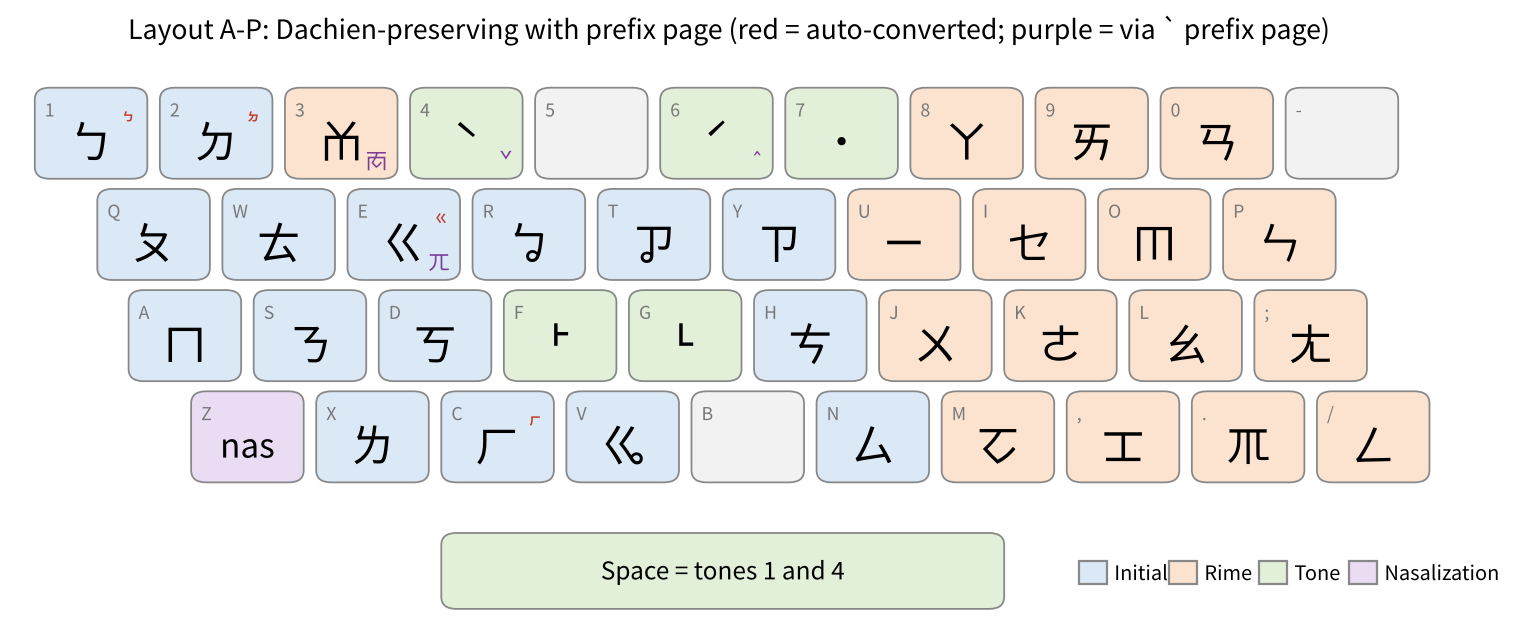 Layout A-P: Dachien-preserving with prefix page (red = auto-converted; purple = via ` prefix page)
1 ㄅ ㆴ 2 ㄉ ㆵ 3 ㆰ ㆱ 4 ˋ ˇ 5 6 ˊ ˆ 7 ㆍ 8 ㄚ 9 ㄞ 0 ㄢ -
Q ㄆ W ㄊ E ㄍ ㆶ ㄫ R ㆠ T ㆢ Y ㄗ U ㄧ I ㆤ O ㆬ P ㄣ
A ㄇ S ㄋ D ㄎ F ˫ G ˪ H ㄘ J ㄨ K ㄜ L ㄠ ; ㄤ
Z nas X ㄌ C ㄏ ㆷ V ㆣ B N ㄙ M ㆦ , ㆲ . ㆭ / ㄥ
Space = tones 1 and 4 Initial Rime Tone Nasalization